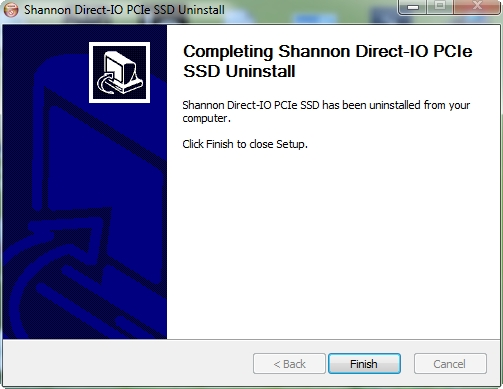 Shannon Direct-IO PCIe SSD Uninstall
Completing Shannon Direct-IO PCIe
SSD Uninstall
Shannon Direct-IO PCIe SSD has been uninstalled from your
computer.
Click Finish to close Setup.
< Back
Finish
Cancel